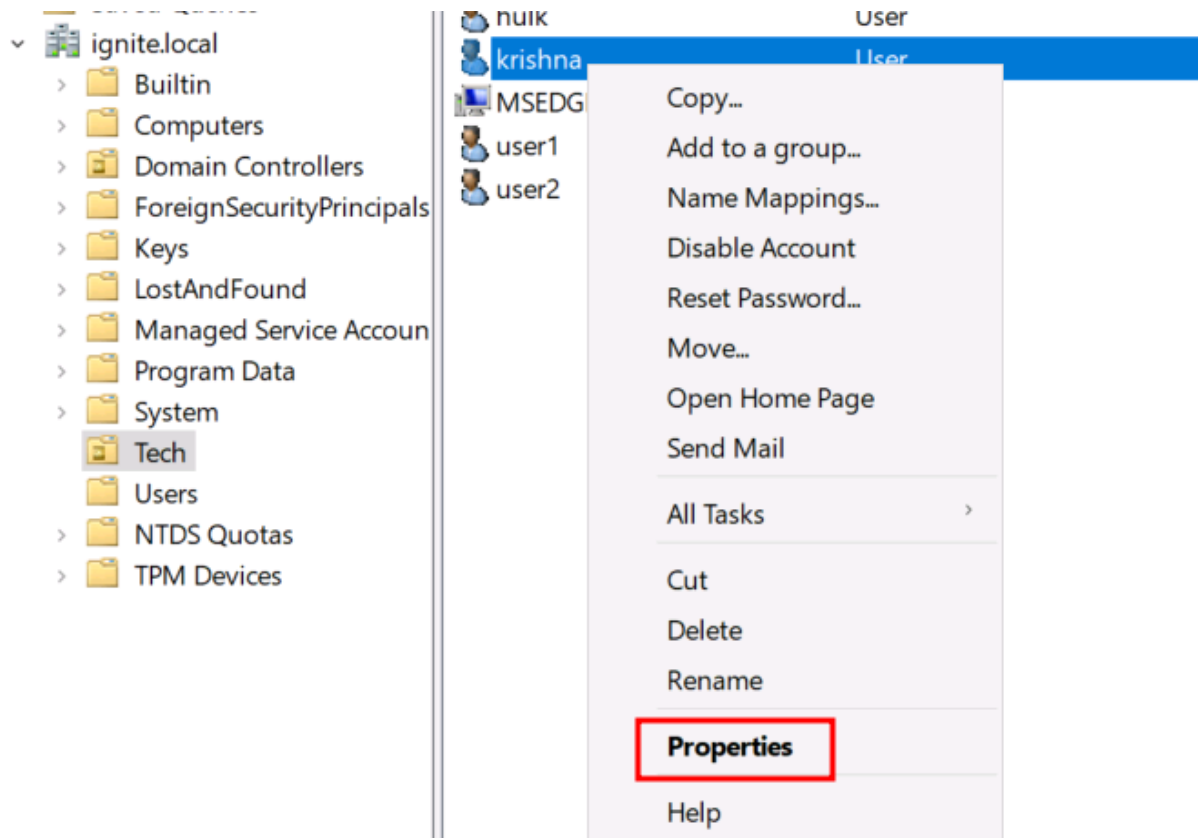 ignite.local
Builtin
Computers
Domain Controllers
ForeignSecurityPrincipals
Keys
LostAndFound
Managed Service Accoun
Program Data
System
Tech
Users
NTDS Quotas
TPM Devices
hulk User
krishna User
MSEDG
user1
user2
Copy...
Add to a group...
Name Mappings...
Disable Account
Reset Password...
Move...
Open Home Page
Send Mail
All Tasks
Cut
Delete
Rename
Properties
Help